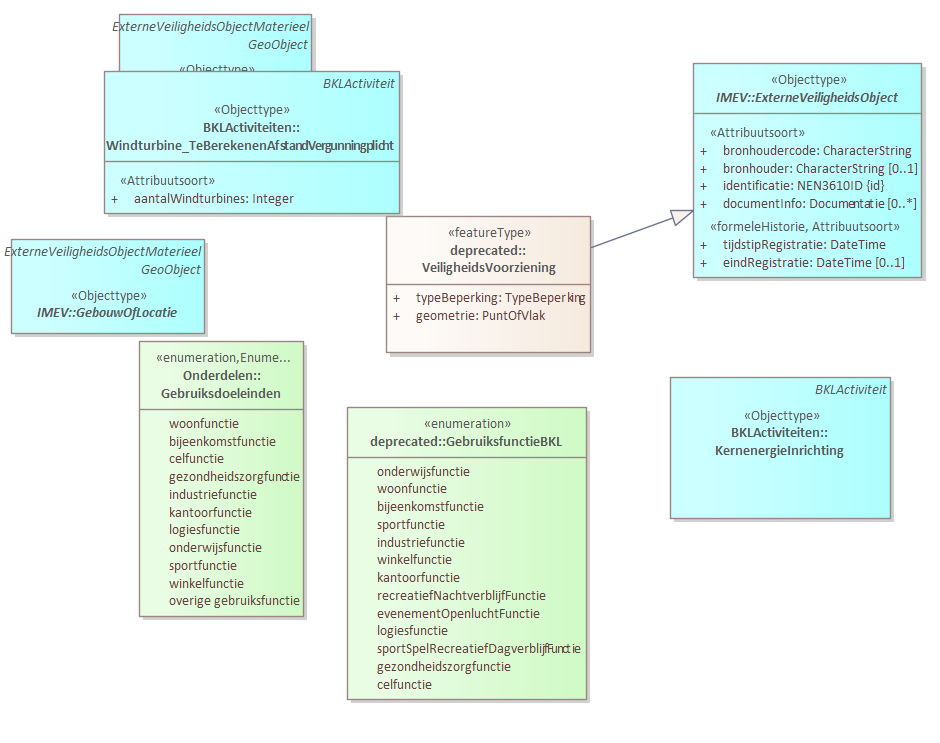 ExterneVeiligheidsObjectMaterieel
GeoObject
«Objecttype»
BKLActiviteit
«Objecttype»
BKLActiviteiten::
Windturbine_TeBerekenenAfstandVergunningplicht
«Attribuutsoort»
+ aantalWindturbines: Integer
«Objecttype»
IMEV::ExterneVeiligheidsObject
«Attribuutsoort»
+ bronhoudercode: CharacterString
+ bronhouder: CharacterString [0..1]
+ identificatie: NEN3610ID {id}
+ documentInfo: Documentatie [0..*]
«formeleHistorie, Attribuutsoort»
+ tijdstipRegistratie: DateTime
+ eindRegistratie: DateTime [0..1]
«featureType»
deprecated::
VeiligheidsVoorziening
+ typeBeperking: TypeBeperking
+ geometrie: PuntOfVlak
ExterneVeiligheidsObjectMaterieel
GeoObject
«Objecttype»
IMEV::GebouwOfLocatie
«enumeration,Enume...
Onderdelen::
Gebruiksdoeleinden
woonfunctie
bijeenkomstfunctie
celfunctie
gezondheidszorgfunctie
industriefunctie
kantoorfunctie
logiesfunctie
onderwijsfunctie
sportfunctie
winkelfunctie
overige gebruiksfunctie
«enumeration»
deprecated::GebruiksfunctieBKL
onderwijsfunctie
woonfunctie
bijeenkomstfunctie
sportfunctie
industriefunctie
winkelfunctie
kantoorfunctie
recreatiefNachtverblijfFunctie
evenementOpenluchtFunctie
logiesfunctie
sportSpelRecreatiefDagverblijfFunctie
gezondheidszorgfunctie
celfunctie
BKLActiviteit
«Objecttype»
BKLActiviteiten::
KernenergieInrichting